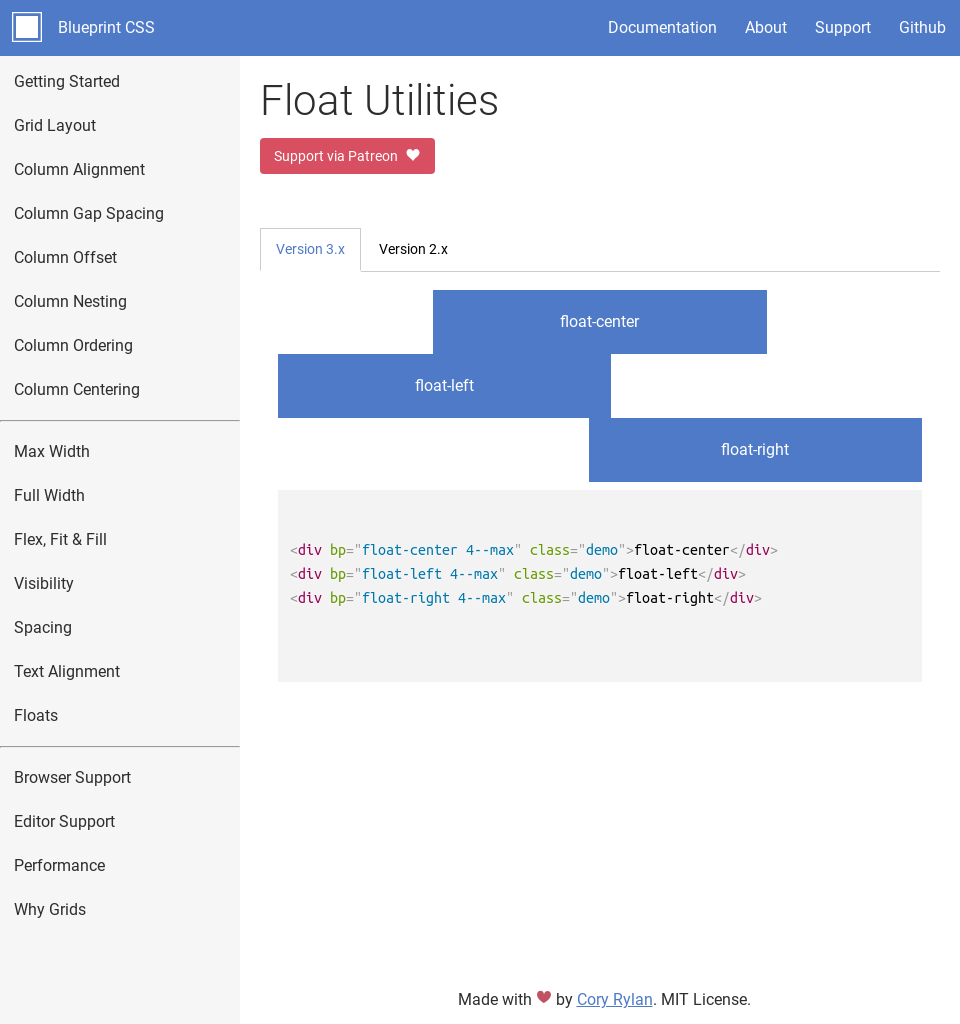 Blueprint CSS
Documentation About Support Github
Getting Started
Grid Layout
Column Alignment
Column Gap Spacing
Column Offset
Column Nesting
Column Ordering
Column Centering
Max Width
Full Width
Flex, Fit & Fill
Visibility
Spacing
Text Alignment
Floats
Browser Support
Editor Support
Performance
Why Grids
Float Utilities
Support via Patreon
Version 3.x Version 2.x
float-center
float-left
float-right
<div bp="float-center 4--max" class="demo">float-center</div>
<div bp="float-left 4--max" class="demo">float-left</div>
<div bp="float-right 4--max" class="demo">float-right</div>
Made with ♥ by Cory Rylan. MIT License.